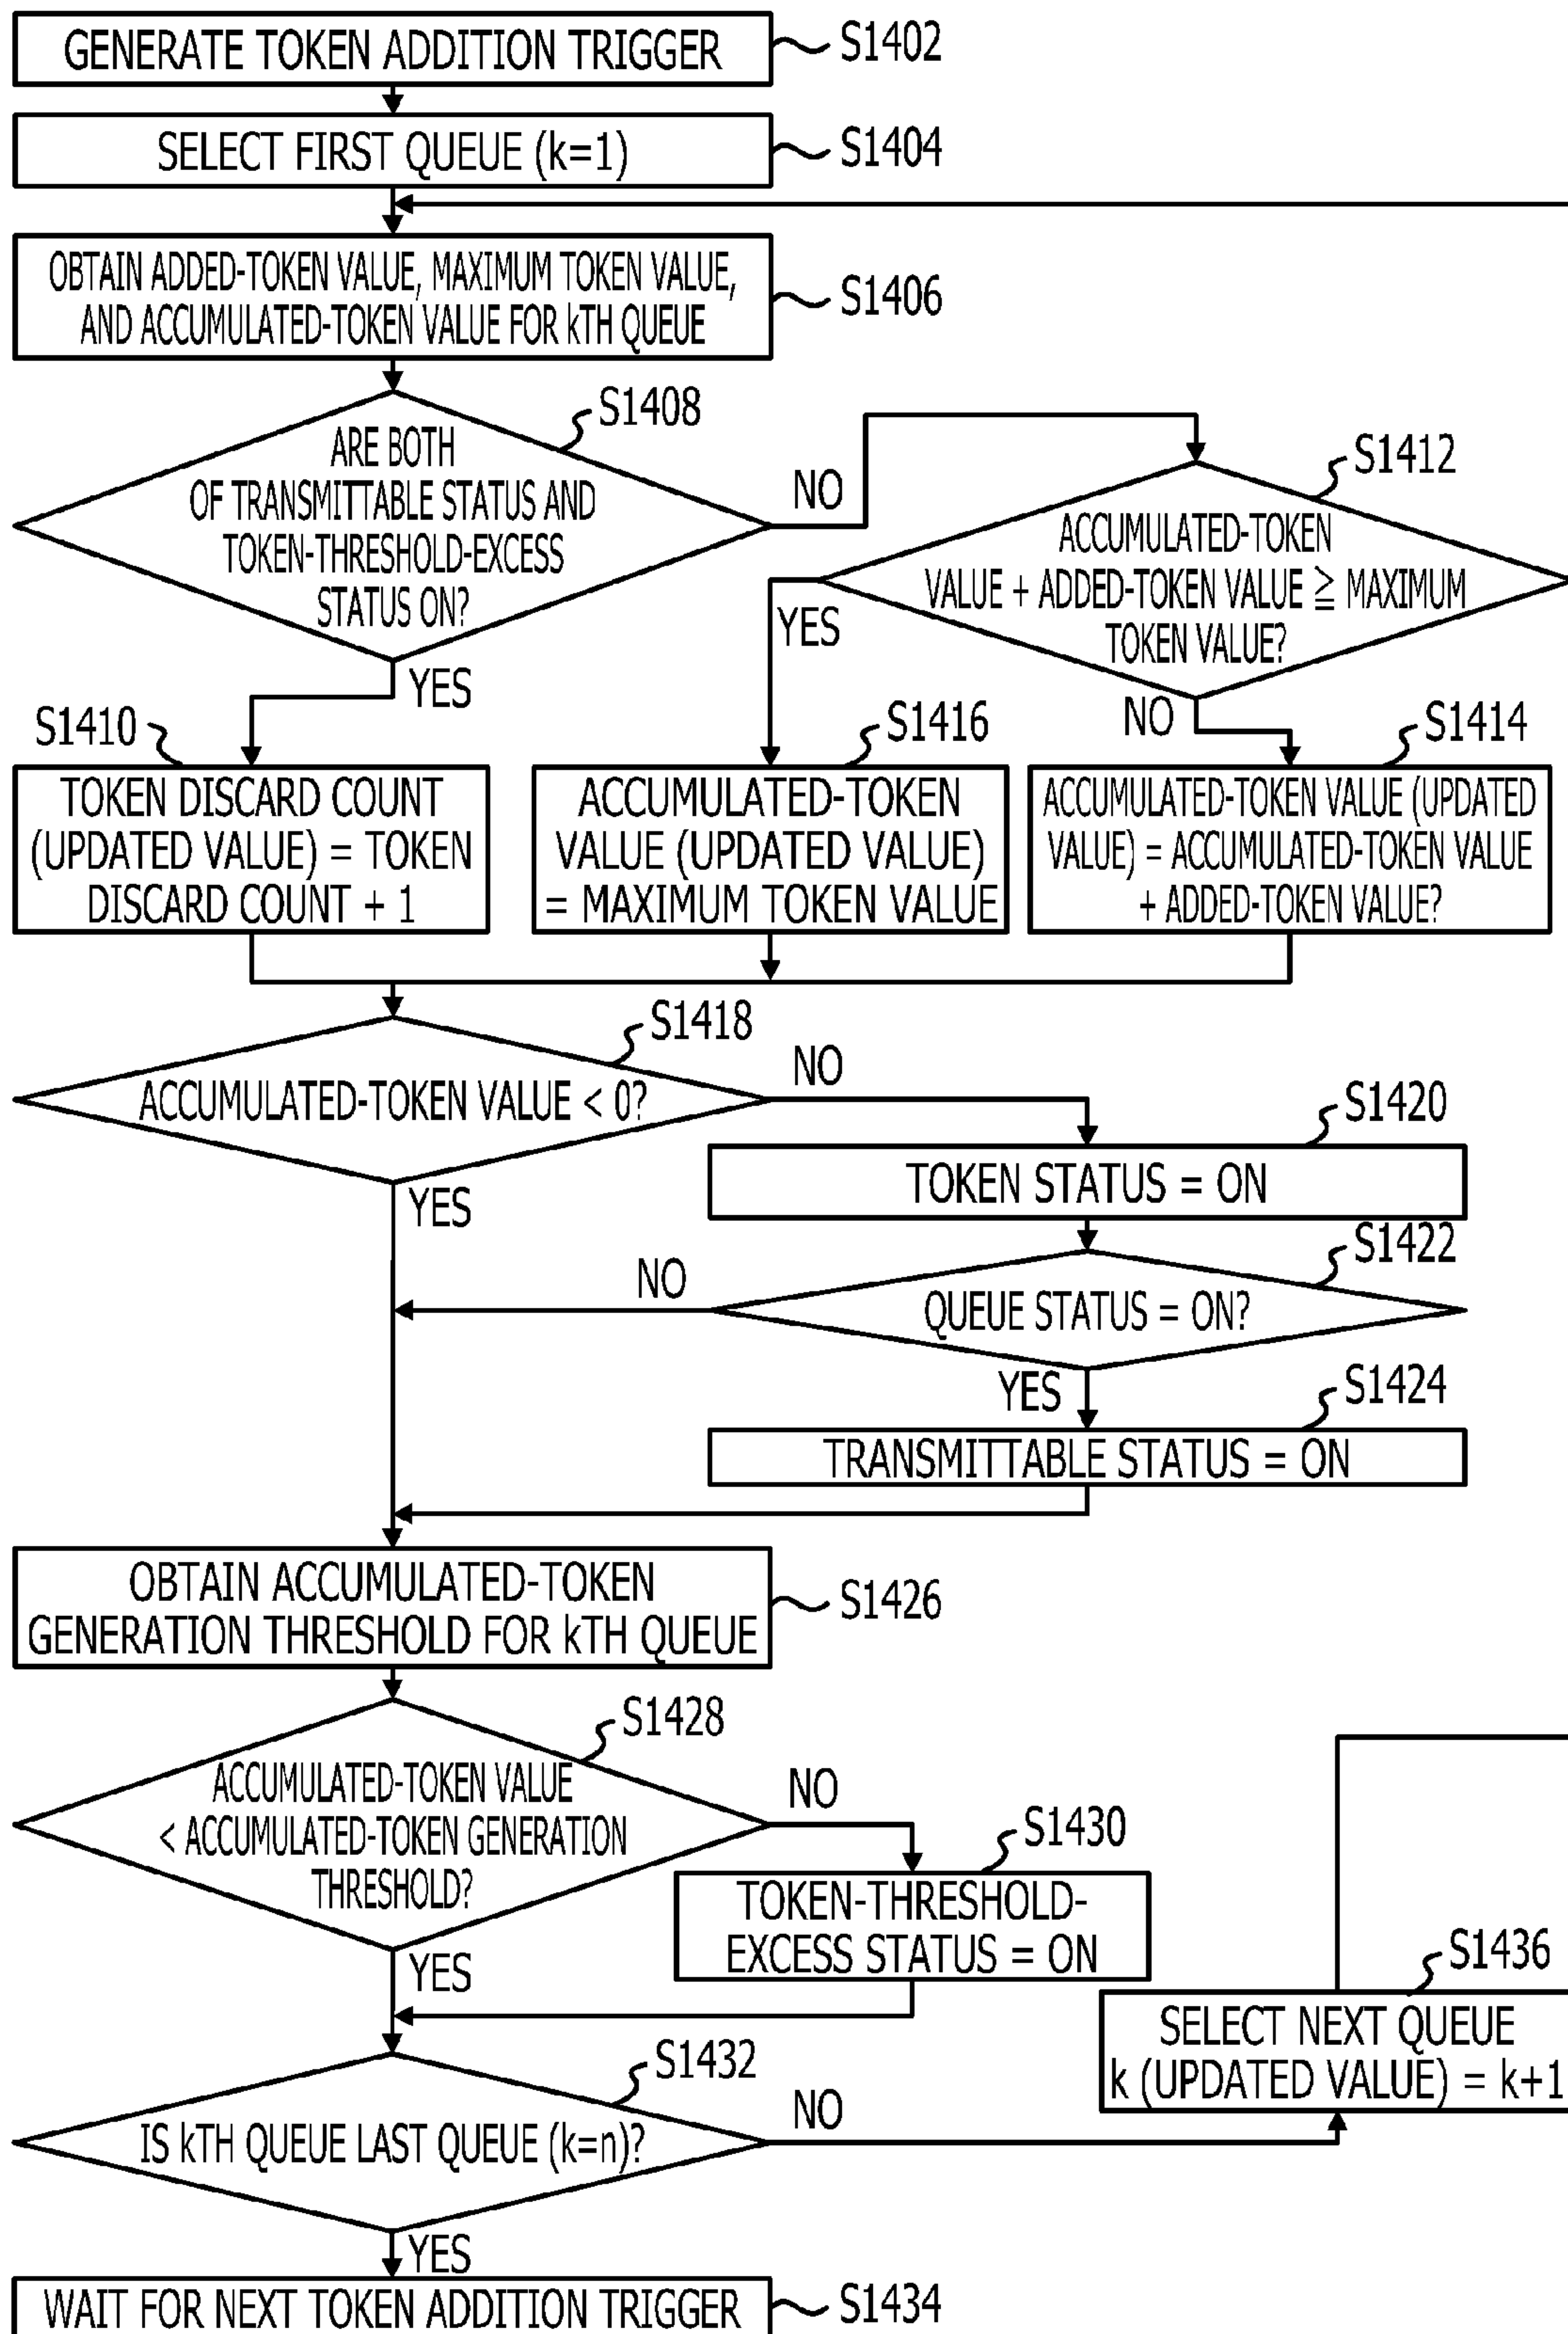 GENERATE TOKEN ADDITION TRIGGER
S1402
SELECT FIRST QUEUE (k=1)
S1404
OBTAIN ADDED-TOKEN VALUE, MAXIMUM TOKEN VALUE,
AND ACCUMULATED-TOKEN VALUE FOR kTH QUEUE
S1406
S1408
ARE BOTH
OF TRANSMITTABLE STATUS AND
TOKEN-THRESHOLD-EXCESS
STATUS ON?
NO
YES
S1412
ACCUMULATED-TOKEN
VALUE + ADDED-TOKEN VALUE ≧ MAXIMUM
TOKEN VALUE?
YES
NO
S1410
TOKEN DISCARD COUNT
(UPDATED VALUE) = TOKEN
DISCARD COUNT + 1
S1416
ACCUMULATED-TOKEN
VALUE (UPDATED VALUE)
= MAXIMUM TOKEN VALUE
S1414
ACCUMULATED-TOKEN VALUE (UPDATED
VALUE) = ACCUMULATED-TOKEN VALUE
+ ADDED-TOKEN VALUE?
S1418
ACCUMULATED-TOKEN VALUE < 0?
NO
YES
S1420
TOKEN STATUS = ON
S1422
QUEUE STATUS = ON?
NO
YES
S1424
TRANSMITTABLE STATUS = ON
OBTAIN ACCUMULATED-TOKEN
GENERATION THRESHOLD FOR kTH QUEUE
S1426
S1428
ACCUMULATED-TOKEN VALUE
< ACCUMULATED-TOKEN GENERATION
THRESHOLD?
NO
YES
S1430
TOKEN-THRESHOLD-
EXCESS STATUS = ON
S1436
SELECT NEXT QUEUE
k (UPDATED VALUE) = k+1
S1432
IS kTH QUEUE LAST QUEUE (k=n)?
NO
YES
WAIT FOR NEXT TOKEN ADDITION TRIGGER
S1434